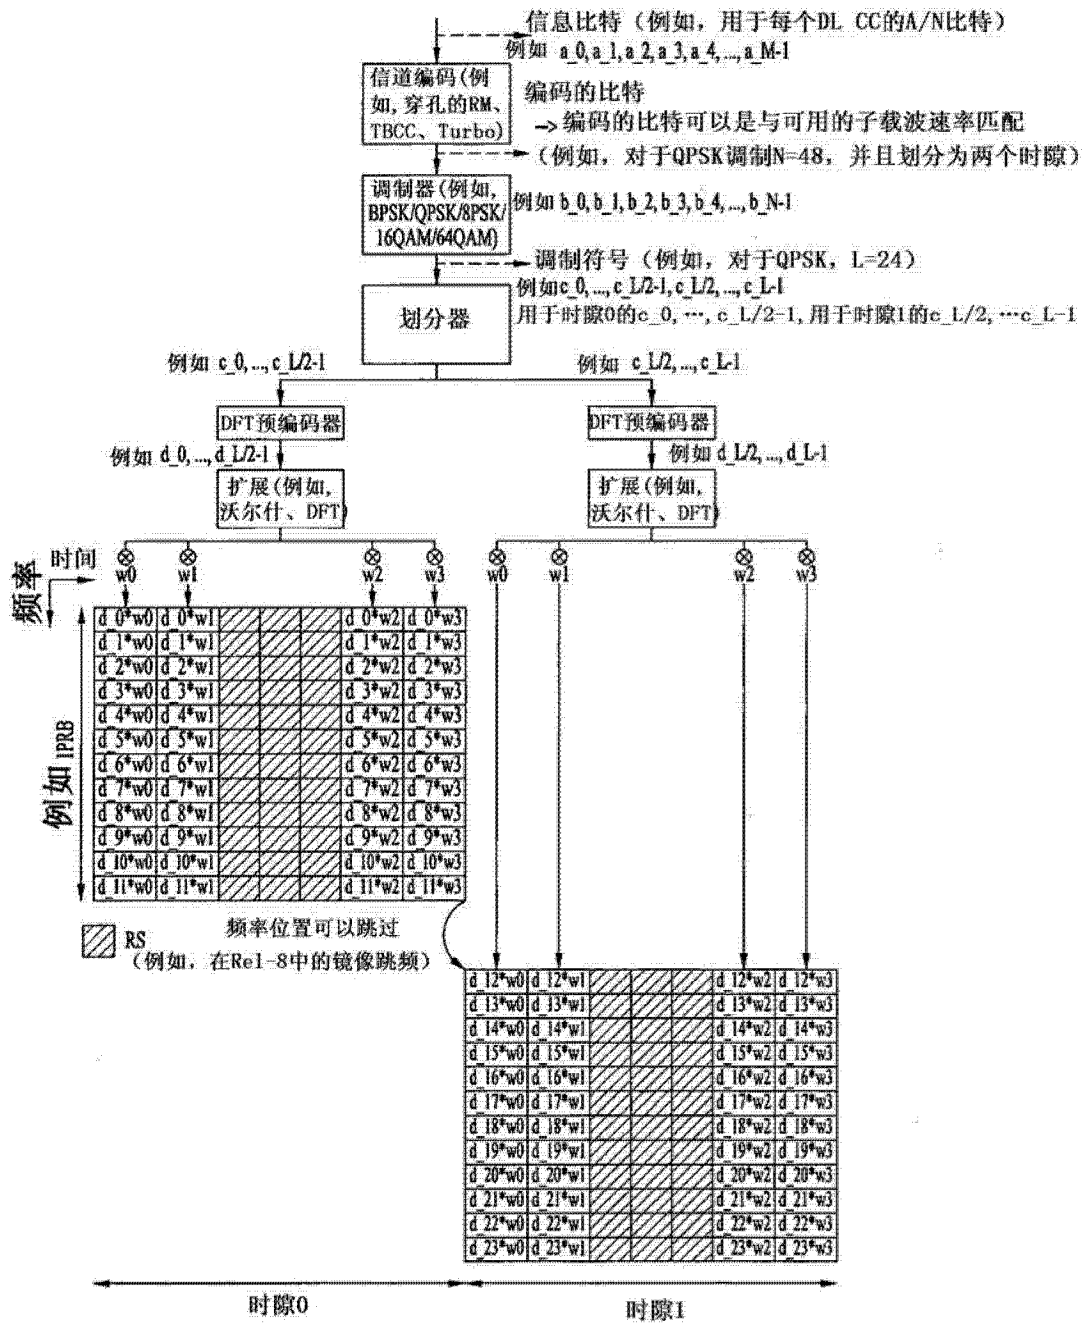 信息比特（例如，用于每个DL CC的A/N比特）
例如 a_0, a_1, a_2, a_3, a_4, ..., a_M-1
信道编码(例
如,穿孔的RM、
TBCC、Turbo)
编码的比特
-> 编码的比特可以是与可用的子载波速率匹配
（例如，对于QPSK调制N=48，并且划分为两个时隙）
调制器(例如,
BPSK/QPSK/8PSK/
16QAM/64QAM)
例如 b_0, b_1, b_2, b_3, b_4, ..., b_N-1
调制符号（例如，对于QPSK，L=24）
例如c_0, ..., c_L/2-1, c_L/2, ..., c_L-1
划分器
用于时隙0的c_0, …, c_L/2-1, 用于时隙1的c_L/2, …c_L-1
例如 c_0, ..., c_L/2-1
例如 c_L/2, ..., c_L-1
DFT预编码器
DFT预编码器
例如 d_0, ..., d_L/2-1
例如 d_L/2, ..., d_L-1
扩展(例如,
沃尔什、DFT)
扩展(例如,
沃尔什、DFT)
时间
频率
w0 w1 w2 w3 w0 w1 w2 w3
d_0*w0 d_0*w1 d_0*w2 d_0*w3
d_1*w0 d_1*w1 d_1*w2 d_1*w3
d_2*w0 d_2*w1 d_2*w2 d_2*w3
d_3*w0 d_3*w1 d_3*w2 d_3*w3
d_4*w0 d_4*w1 d_4*w2 d_4*w3
d_5*w0 d_5*w1 d_5*w2 d_5*w3
d_6*w0 d_6*w1 d_6*w2 d_6*w3
d_7*w0 d_7*w1 d_7*w2 d_7*w3
d_8*w0 d_8*w1 d_8*w2 d_8*w3
d_9*w0 d_9*w1 d_9*w2 d_9*w3
d_10*w0 d_10*w1 d_10*w2 d_10*w3
d_11*w0 d_11*w1 d_11*w2 d_11*w3
例如 1PRB
RS
频率位置可以跳过
（例如，在Rel-8中的镜像跳频）
d_12*w0 d_12*w1 d_12*w2 d_12*w3
d_13*w0 d_13*w1 d_13*w2 d_13*w3
d_14*w0 d_14*w1 d_14*w2 d_14*w3
d_15*w0 d_15*w1 d_15*w2 d_15*w3
d_16*w0 d_16*w1 d_16*w2 d_16*w3
d_17*w0 d_17*w1 d_17*w2 d_17*w3
d_18*w0 d_18*w1 d_18*w2 d_18*w3
d_19*w0 d_19*w1 d_19*w2 d_19*w3
d_20*w0 d_20*w1 d_20*w2 d_20*w3
d_21*w0 d_21*w1 d_21*w2 d_21*w3
d_22*w0 d_22*w1 d_22*w2 d_22*w3
d_23*w0 d_23*w1 d_23*w2 d_23*w3
时隙0
时隙1